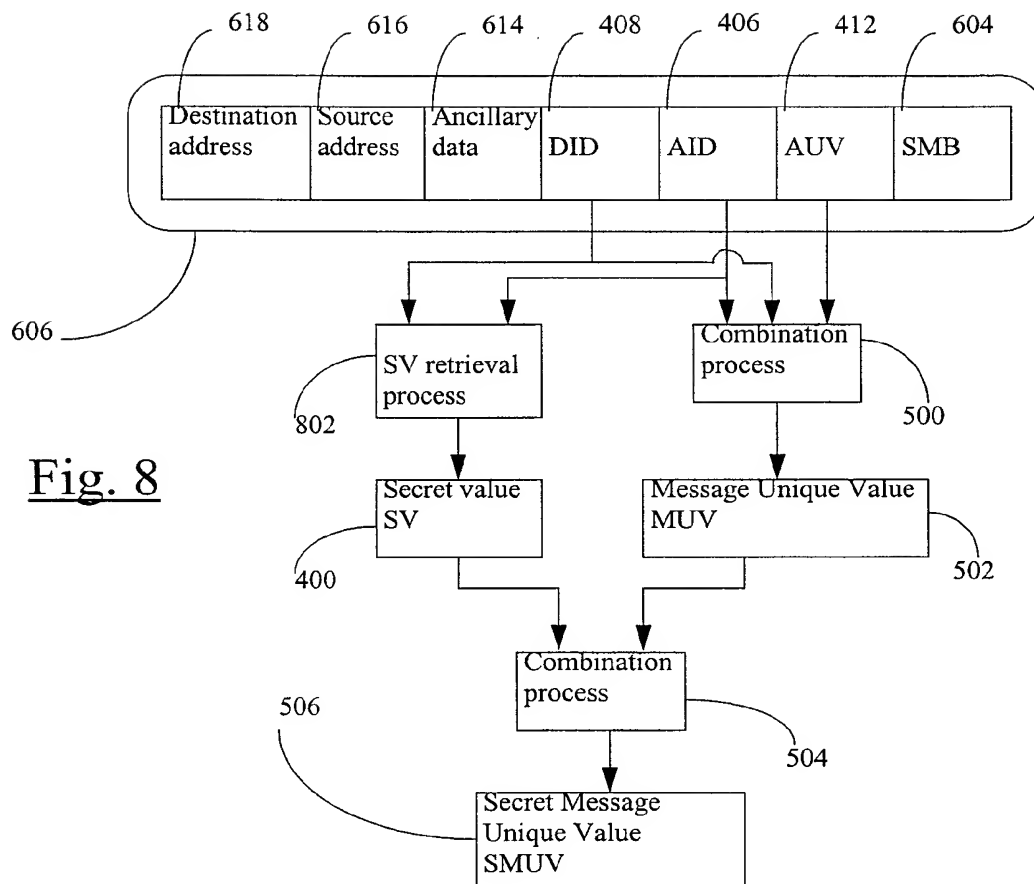 618
616
614
408
406
412
604
Destination
address
Source
address
Ancillary
data
DID
AID
AUV
SMB
606
SV retrieval
process
802
Combination
process
500
Fig. 8
Secret value
SV
400
Message Unique Value
MUV
502
Combination
process
504
506
Secret Message
Unique Value
SMUV